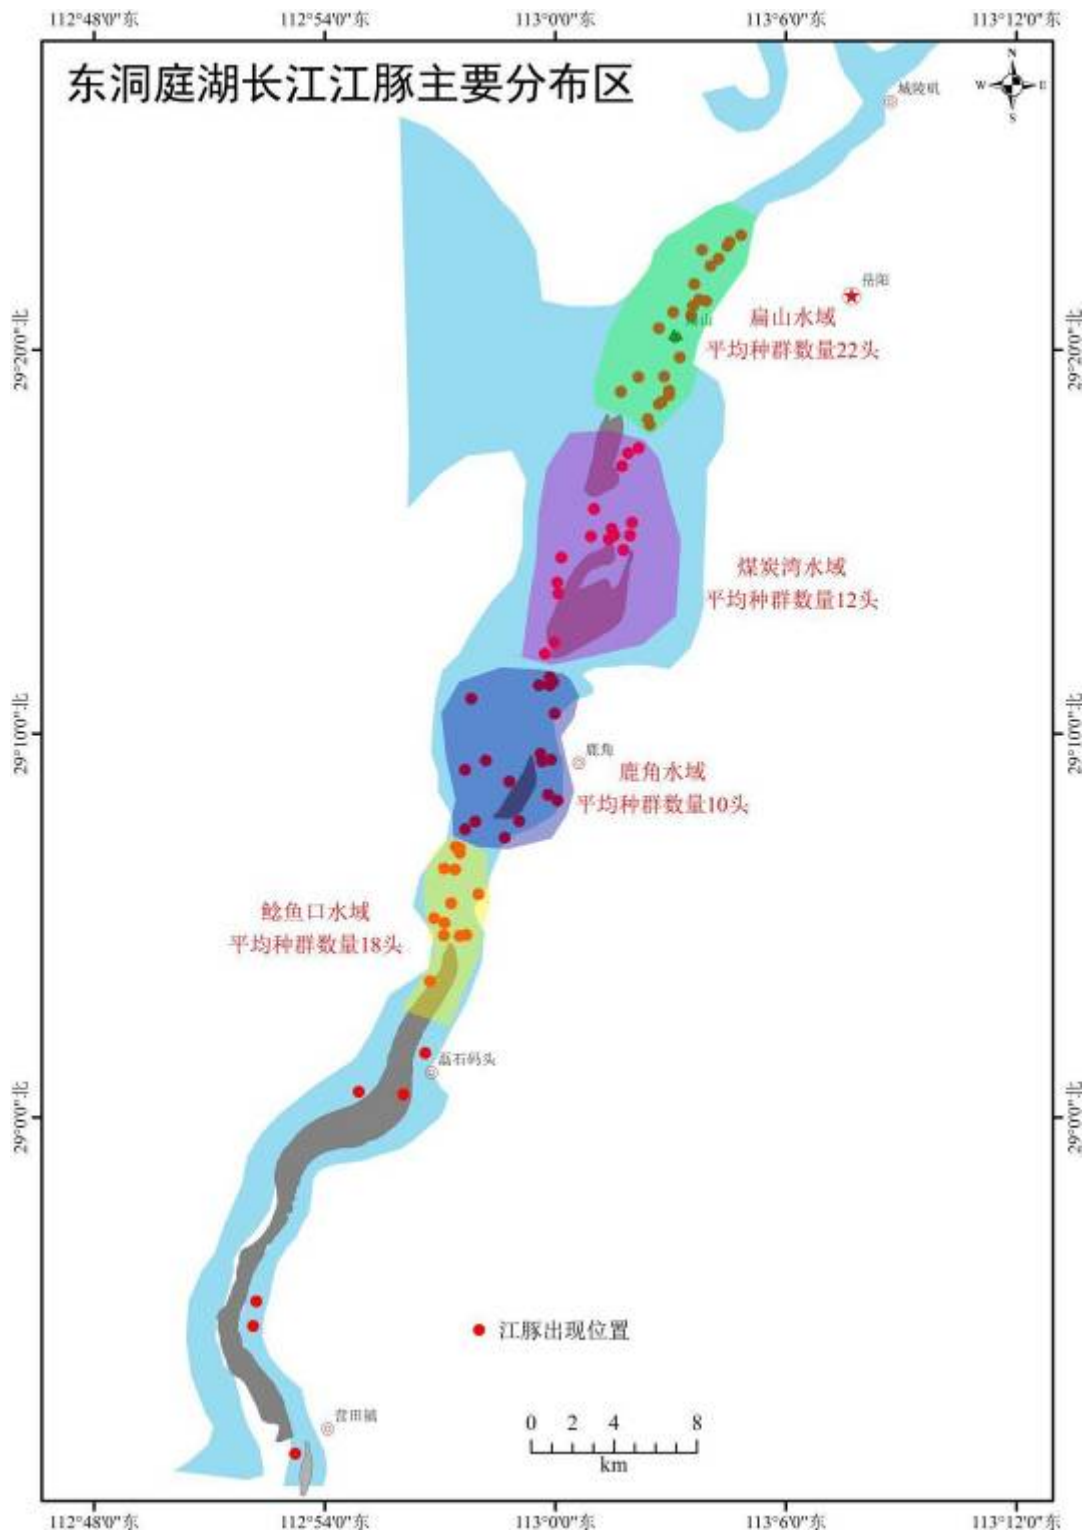 112°48'0"东
112°54'0"东
113°0'0"东
113°6'0"东
113°12'0"东
东洞庭湖长江江豚主要分布区
N
W
E
S
城陵矶
岳阳
扁山水域
平均种群数量22头
29°20'0"北
29°20'0"北
煤炭湾水域
平均种群数量12头
29°10'0"北
29°10'0"北
鹿角
鹿角水域
平均种群数量10头
鲶鱼口水域
平均种群数量18头
磊石码头
29°0'0"北
29°0'0"北
江豚出现位置
营田镇
0 2 4 8
km
112°48'0"东
112°54'0"东
113°0'0"东
113°6'0"东
113°12'0"东